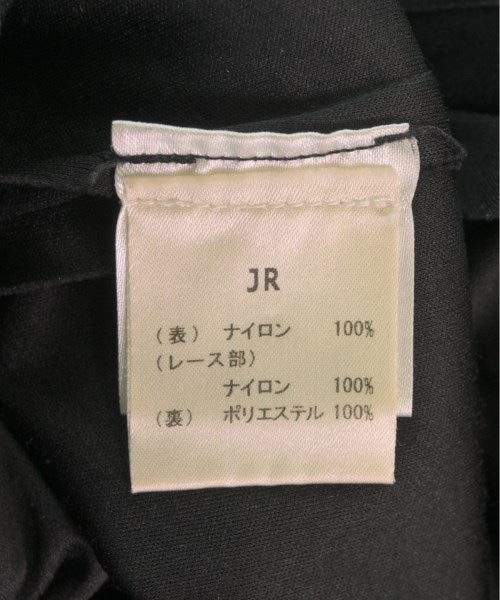 JR
(表) ナイロン 100%
(レース部)
ナイロン 100%
(裏) ポリエステル 100%